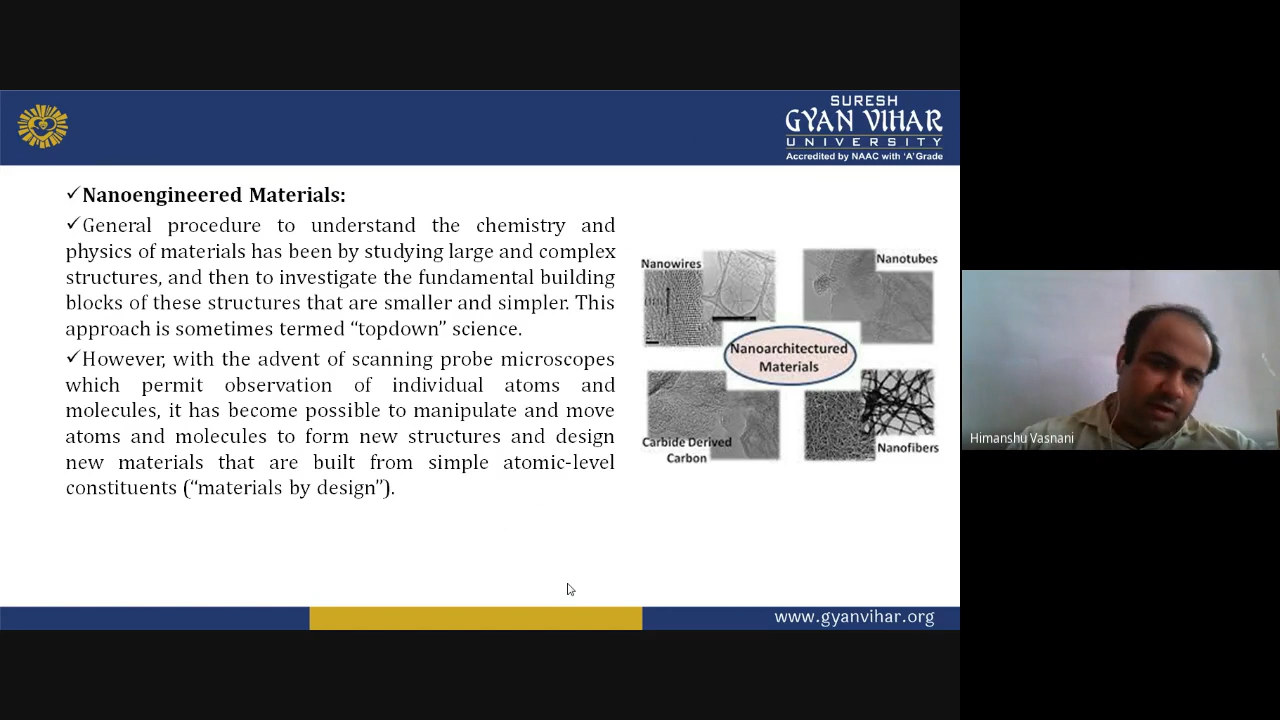 SURESH
GYAN VIHAR
UNIVERSITY
Accredited by NAAC with 'A' Grade
✓Nanoengineered Materials:
✓General procedure to understand the chemistry and
physics of materials has been by studying large and complex
structures, and then to investigate the fundamental building
blocks of these structures that are smaller and simpler. This
approach is sometimes termed “topdown” science.
✓However, with the advent of scanning probe microscopes
which permit observation of individual atoms and
molecules, it has become possible to manipulate and move
atoms and molecules to form new structures and design
new materials that are built from simple atomic-level
constituents (“materials by design”).
Nanowires
Nanotubes
Nanoarchitectured
Materials
Carbide Derived
Carbon
Nanofibers
Himanshu Vasnani
www.gyanvihar.org